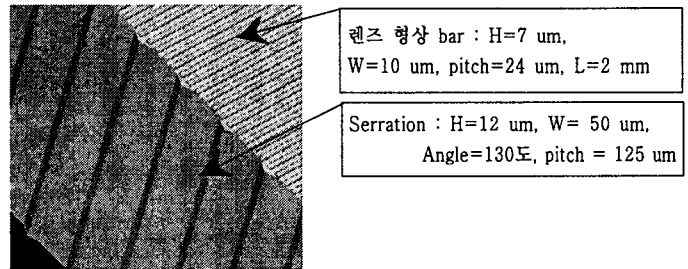 렌즈 형상 bar : H=7 um,
W=10 um, pitch=24 um, L=2 mm
Serration : H=12 um, W= 50 um,
Angle=130도, pitch = 125 um